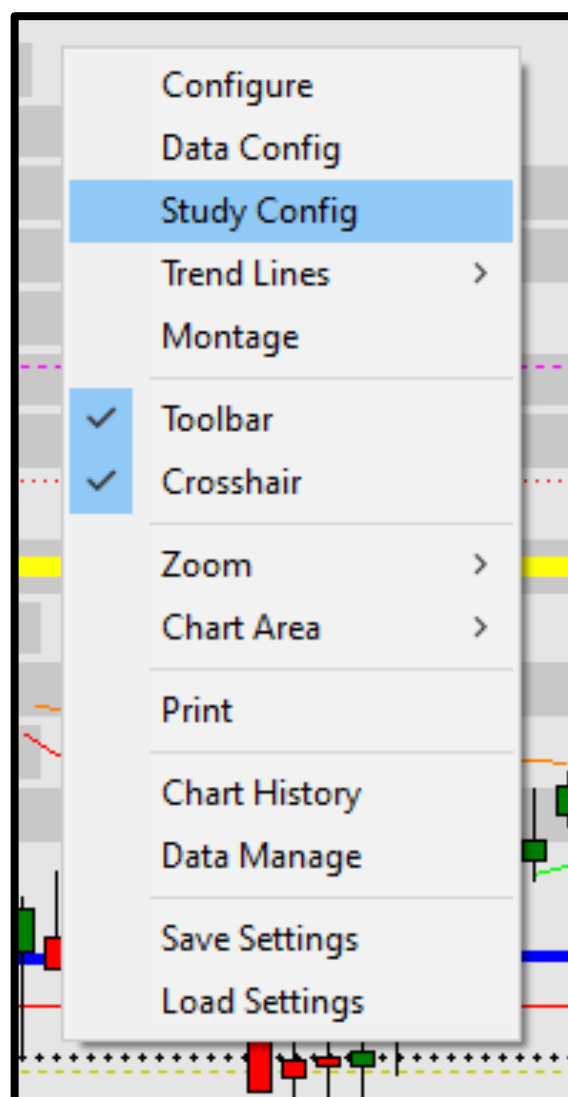 Configure
Data Config
Study Config
Trend Lines
Montage
Toolbar
Crosshair
Zoom
Chart Area
Print
Chart History
Data Manage
Save Settings
Load Settings